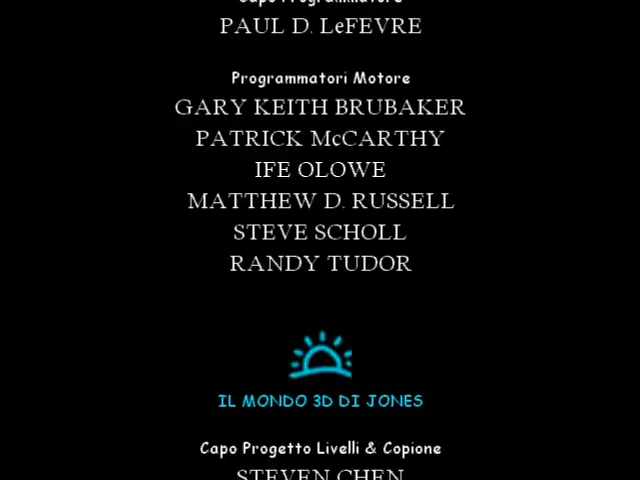 Capo Programmatore
PAUL D. LeFEVRE
Programmatori Motore
GARY KEITH BRUBAKER
PATRICK McCARTHY
IFE OLOWE
MATTHEW D. RUSSELL
STEVE SCHOLL
RANDY TUDOR
IL MONDO 3D DI JONES
Capo Progetto Livelli & Copione
STEVEN CHEN